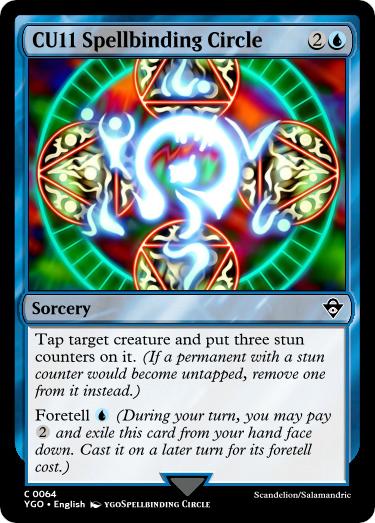 CU11 Spellbinding Circle 2
Sorcery
Tap target creature and put three stun
counters on it. (If a permanent with a stun
counter would become untapped, remove one
from it instead.)
Foretell (During your turn, you may pay
2 and exile this card from your hand face
down. Cast it on a later turn for its foretell
cost.)
C 0064
YGO • English YGOSpellbinding Circle
Scandelion/Salamandric